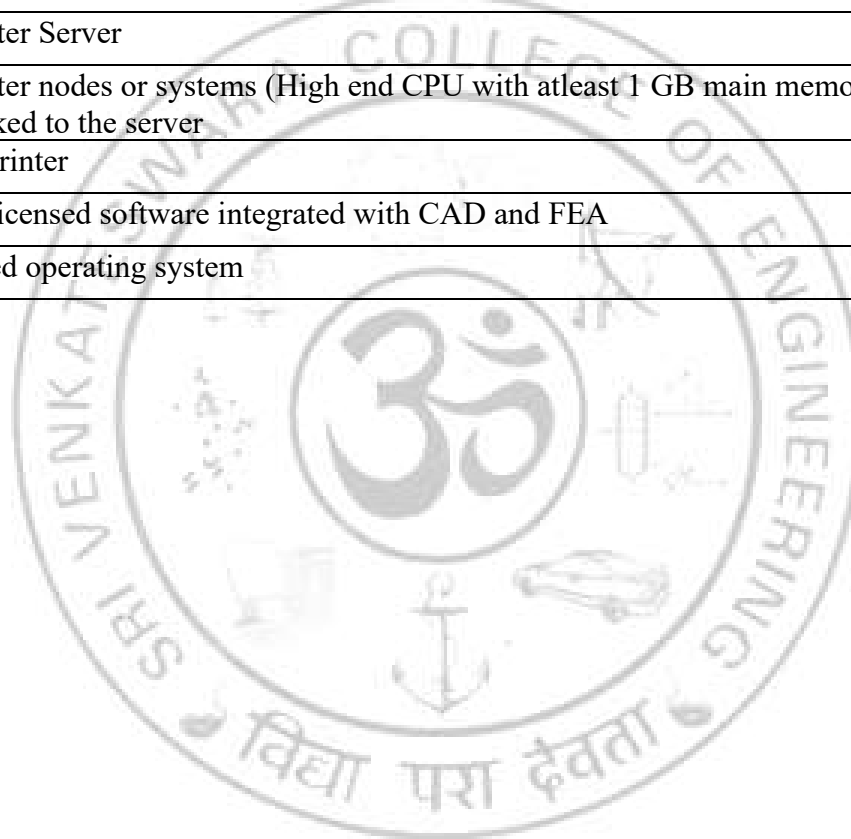 ter Server
ter nodes or systems (High end CPU with atleast 1 GB main memo
ked to the server
rinter
icensed software integrated with CAD and FEA
ed operating system
SRI VENKATESWARA COLLEGE OF ENGINEERING
ॐ
विद्या परा देवता